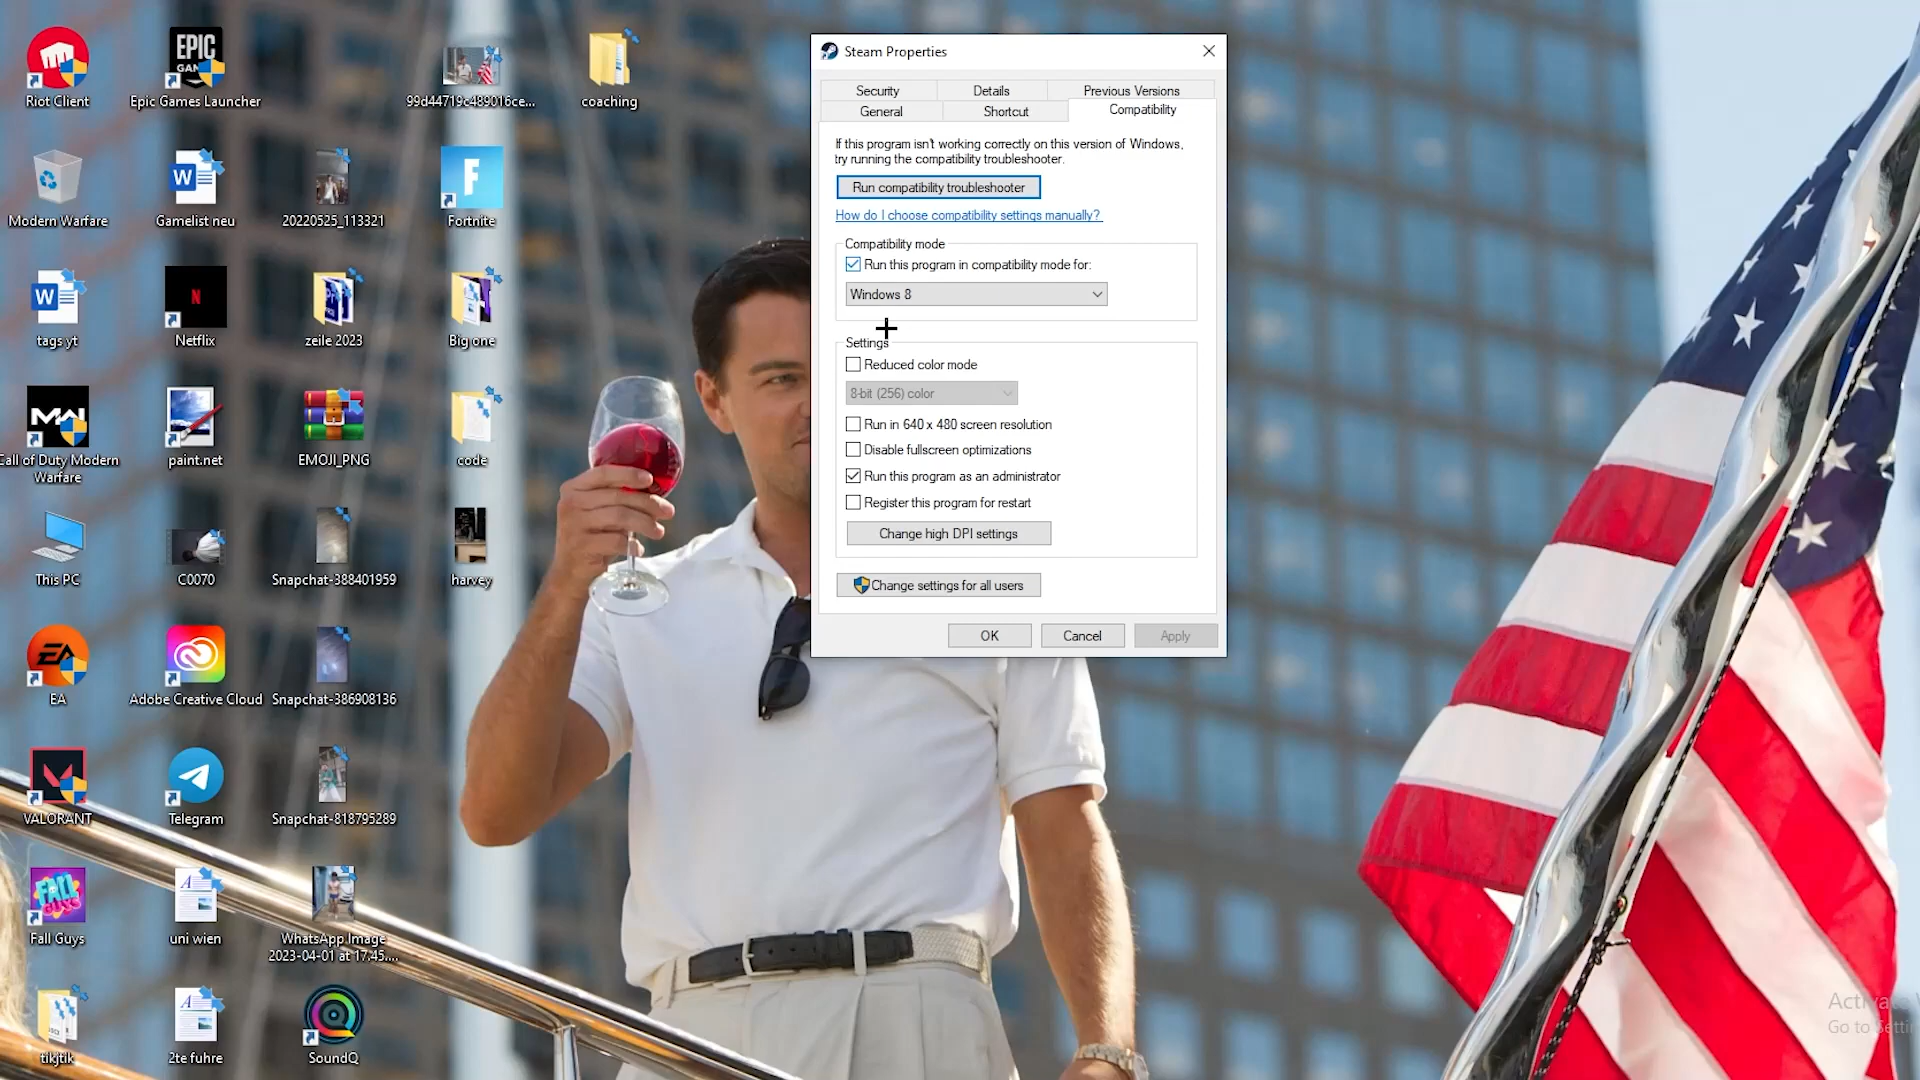 Riot Client
EPIC
GAMES
Epic Games Launcher
99d44719c489016ce...
coaching
Modern Warfare
Gamelist neu
20220525_113321
Fortnite
tags yt
Netflix
zeile 2023
Big one
Call of Duty Modern
Warfare
paint.net
EMOJI_PNG
code
This PC
C0070
Snapchat-388401959
harvey
EA
Adobe Creative Cloud
Snapchat-386908136
VALORANT
Telegram
Snapchat-818795289
FALL
GUYS
Fall Guys
uni wien
WhatsApp Image
2023-04-01 at 17.45....
tikjtik
2te fuhre
SoundQ
Steam Properties
Security
Details
Previous Versions
General
Shortcut
Compatibility
If this program isn't working correctly on this version of Windows,
try running the compatibility troubleshooter.
Run compatibility troubleshooter
How do I choose compatibility settings manually?
Compatibility mode
Run this program in compatibility mode for:
Windows 8
Settings
Reduced color mode
8-bit (256) color
Run in 640 x 480 screen resolution
Disable fullscreen optimizations
Run this program as an administrator
Register this program for restart
Change high DPI settings
Change settings for all users
OK
Cancel
Apply
Activate
Go to Setti